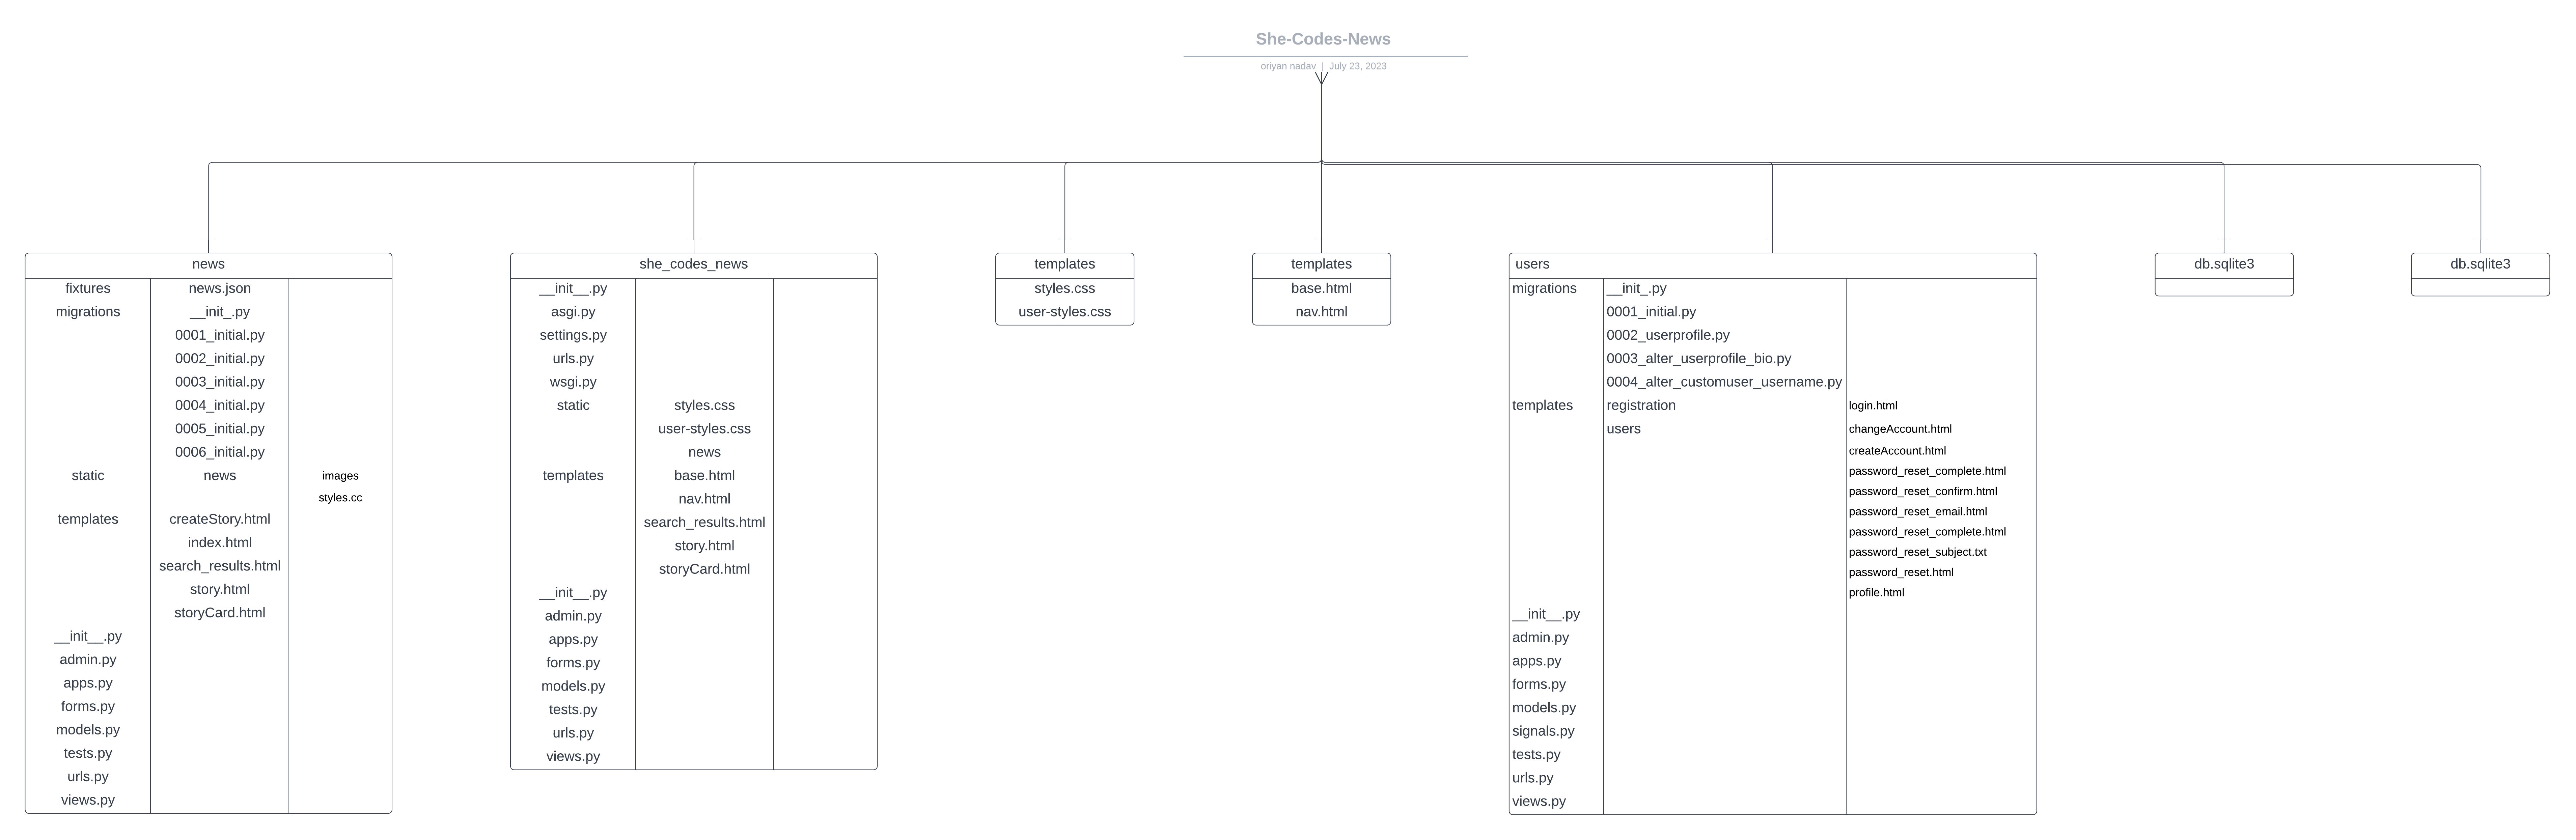 She-Codes-News
oriyan nadav | July 23, 2023
news
fixtures news.json
migrations __init_.py
0001_initial.py
0002_initial.py
0003_initial.py
0004_initial.py
0005_initial.py
0006_initial.py
static news images
styles.cc
templates createStory.html
index.html
search_results.html
story.html
storyCard.html
__init__.py
admin.py
apps.py
forms.py
models.py
tests.py
urls.py
views.py
she_codes_news
__init__.py
asgi.py
settings.py
urls.py
wsgi.py
static styles.css
user-styles.css
news
templates base.html
nav.html
search_results.html
story.html
storyCard.html
__init__.py
admin.py
apps.py
forms.py
models.py
tests.py
urls.py
views.py
templates
styles.css
user-styles.css
templates
base.html
nav.html
users
migrations __init_.py
0001_initial.py
0002_userprofile.py
0003_alter_userprofile_bio.py
0004_alter_customuser_username.py
templates registration login.html
users changeAccount.html
createAccount.html
password_reset_complete.html
password_reset_confirm.html
password_reset_email.html
password_reset_complete.html
password_reset_subject.txt
password_reset.html
profile.html
__init__.py
admin.py
apps.py
forms.py
models.py
signals.py
tests.py
urls.py
views.py
db.sqlite3
db.sqlite3